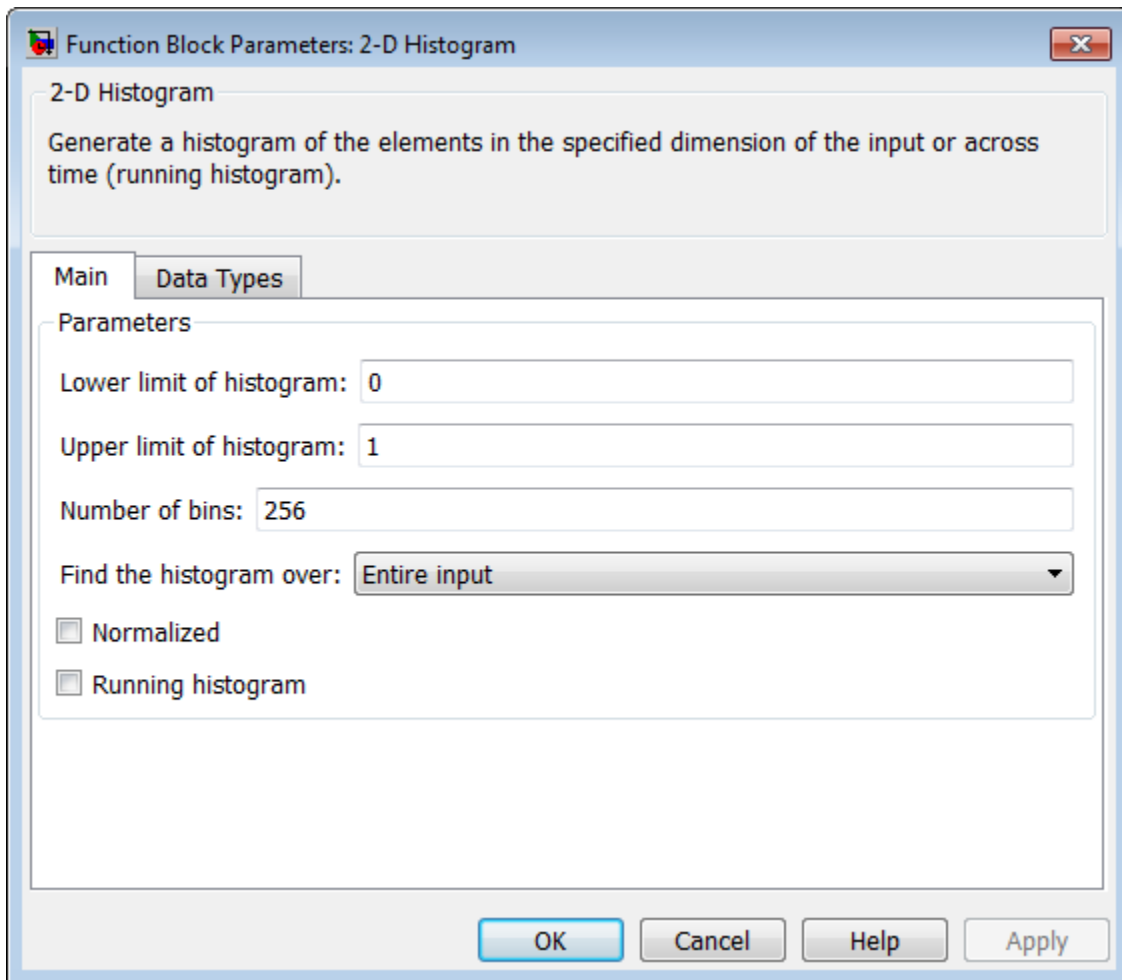 Function Block Parameters: 2-D Histogram
2-D Histogram
Generate a histogram of the elements in the specified dimension of the input or across
time (running histogram).
Main
Data Types
Parameters
Lower limit of histogram: 0
Upper limit of histogram: 1
Number of bins: 256
Find the histogram over: Entire input
Normalized
Running histogram
OK
Cancel
Help
Apply